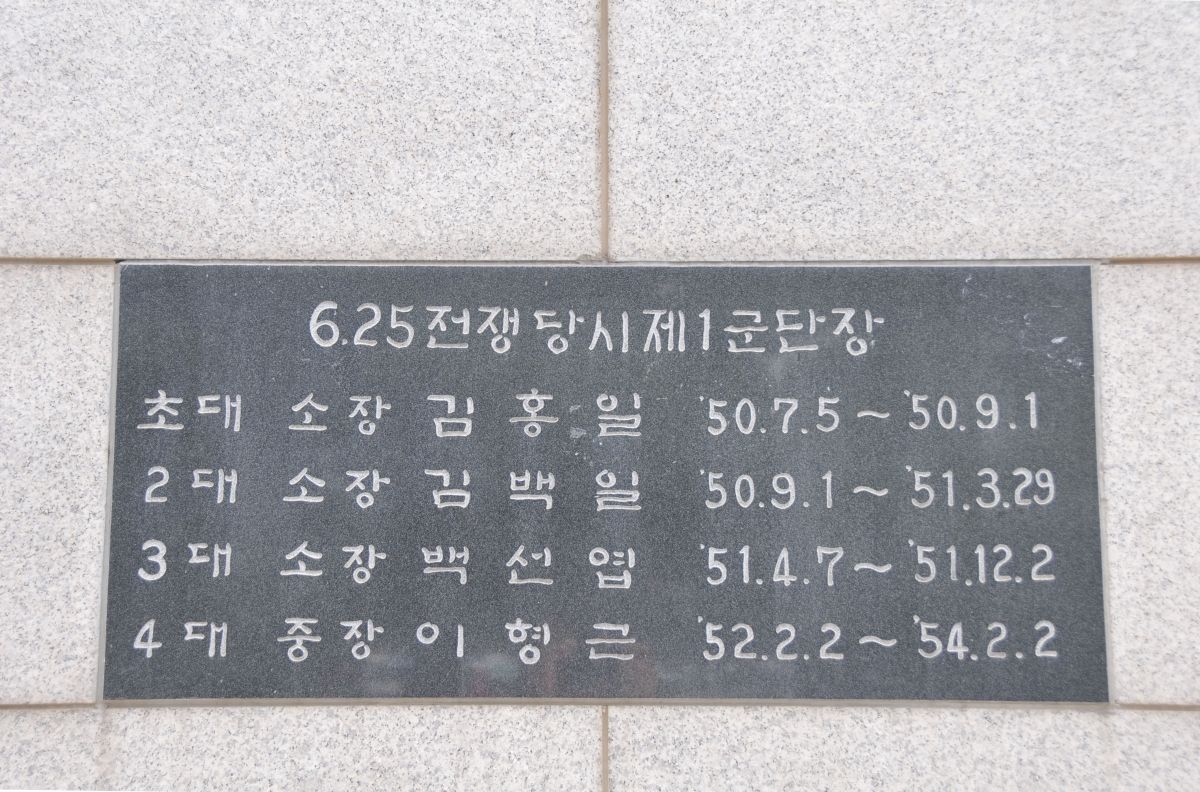 6.25전쟁당시제1군단장
초대 소장 김홍일 '50.7.5~'50.9.1
2대 소장 김백일 '50.9.1~'51.3.29
3대 소장 백선엽 '51.4.7~'51.12.2
4대 중장 이형근 '52.2.2~'54.2.2